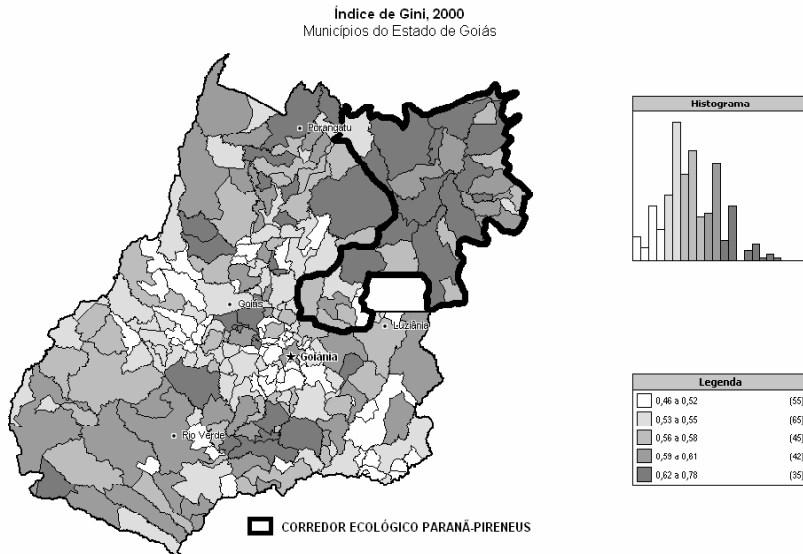 Índice de Gini, 2000
Municípios do Estado de Goiás
Porangatu
Goiás
Luziânia
Goiânia
Rio Verde
CORREDOR ECOLÓGICO PARANÃ-PIRENEUS
Histograma
Legenda
0,46 a 0,52 (55)
0,53 a 0,55 (65)
0,56 a 0,58 (45)
0,59 a 0,61 (42)
0,62 a 0,78 (35)